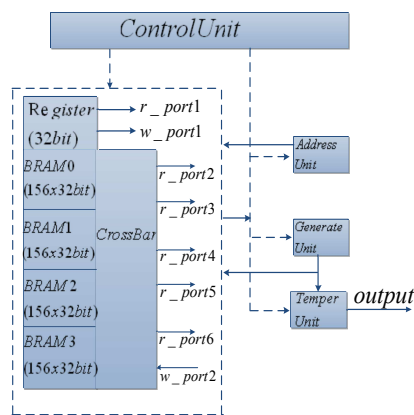 ControlUnit
Register
(32bit)
r_port1
w_port1
BRAM0
(156x32bit)
BRAM1
(156x32bit)
BRAM2
(156x32bit)
BRAM3
(156x32bit)
CrossBar
r_port2
r_port3
r_port4
r_port5
r_port6
w_port2
Address
Unit
Generate
Unit
Temper
Unit
output